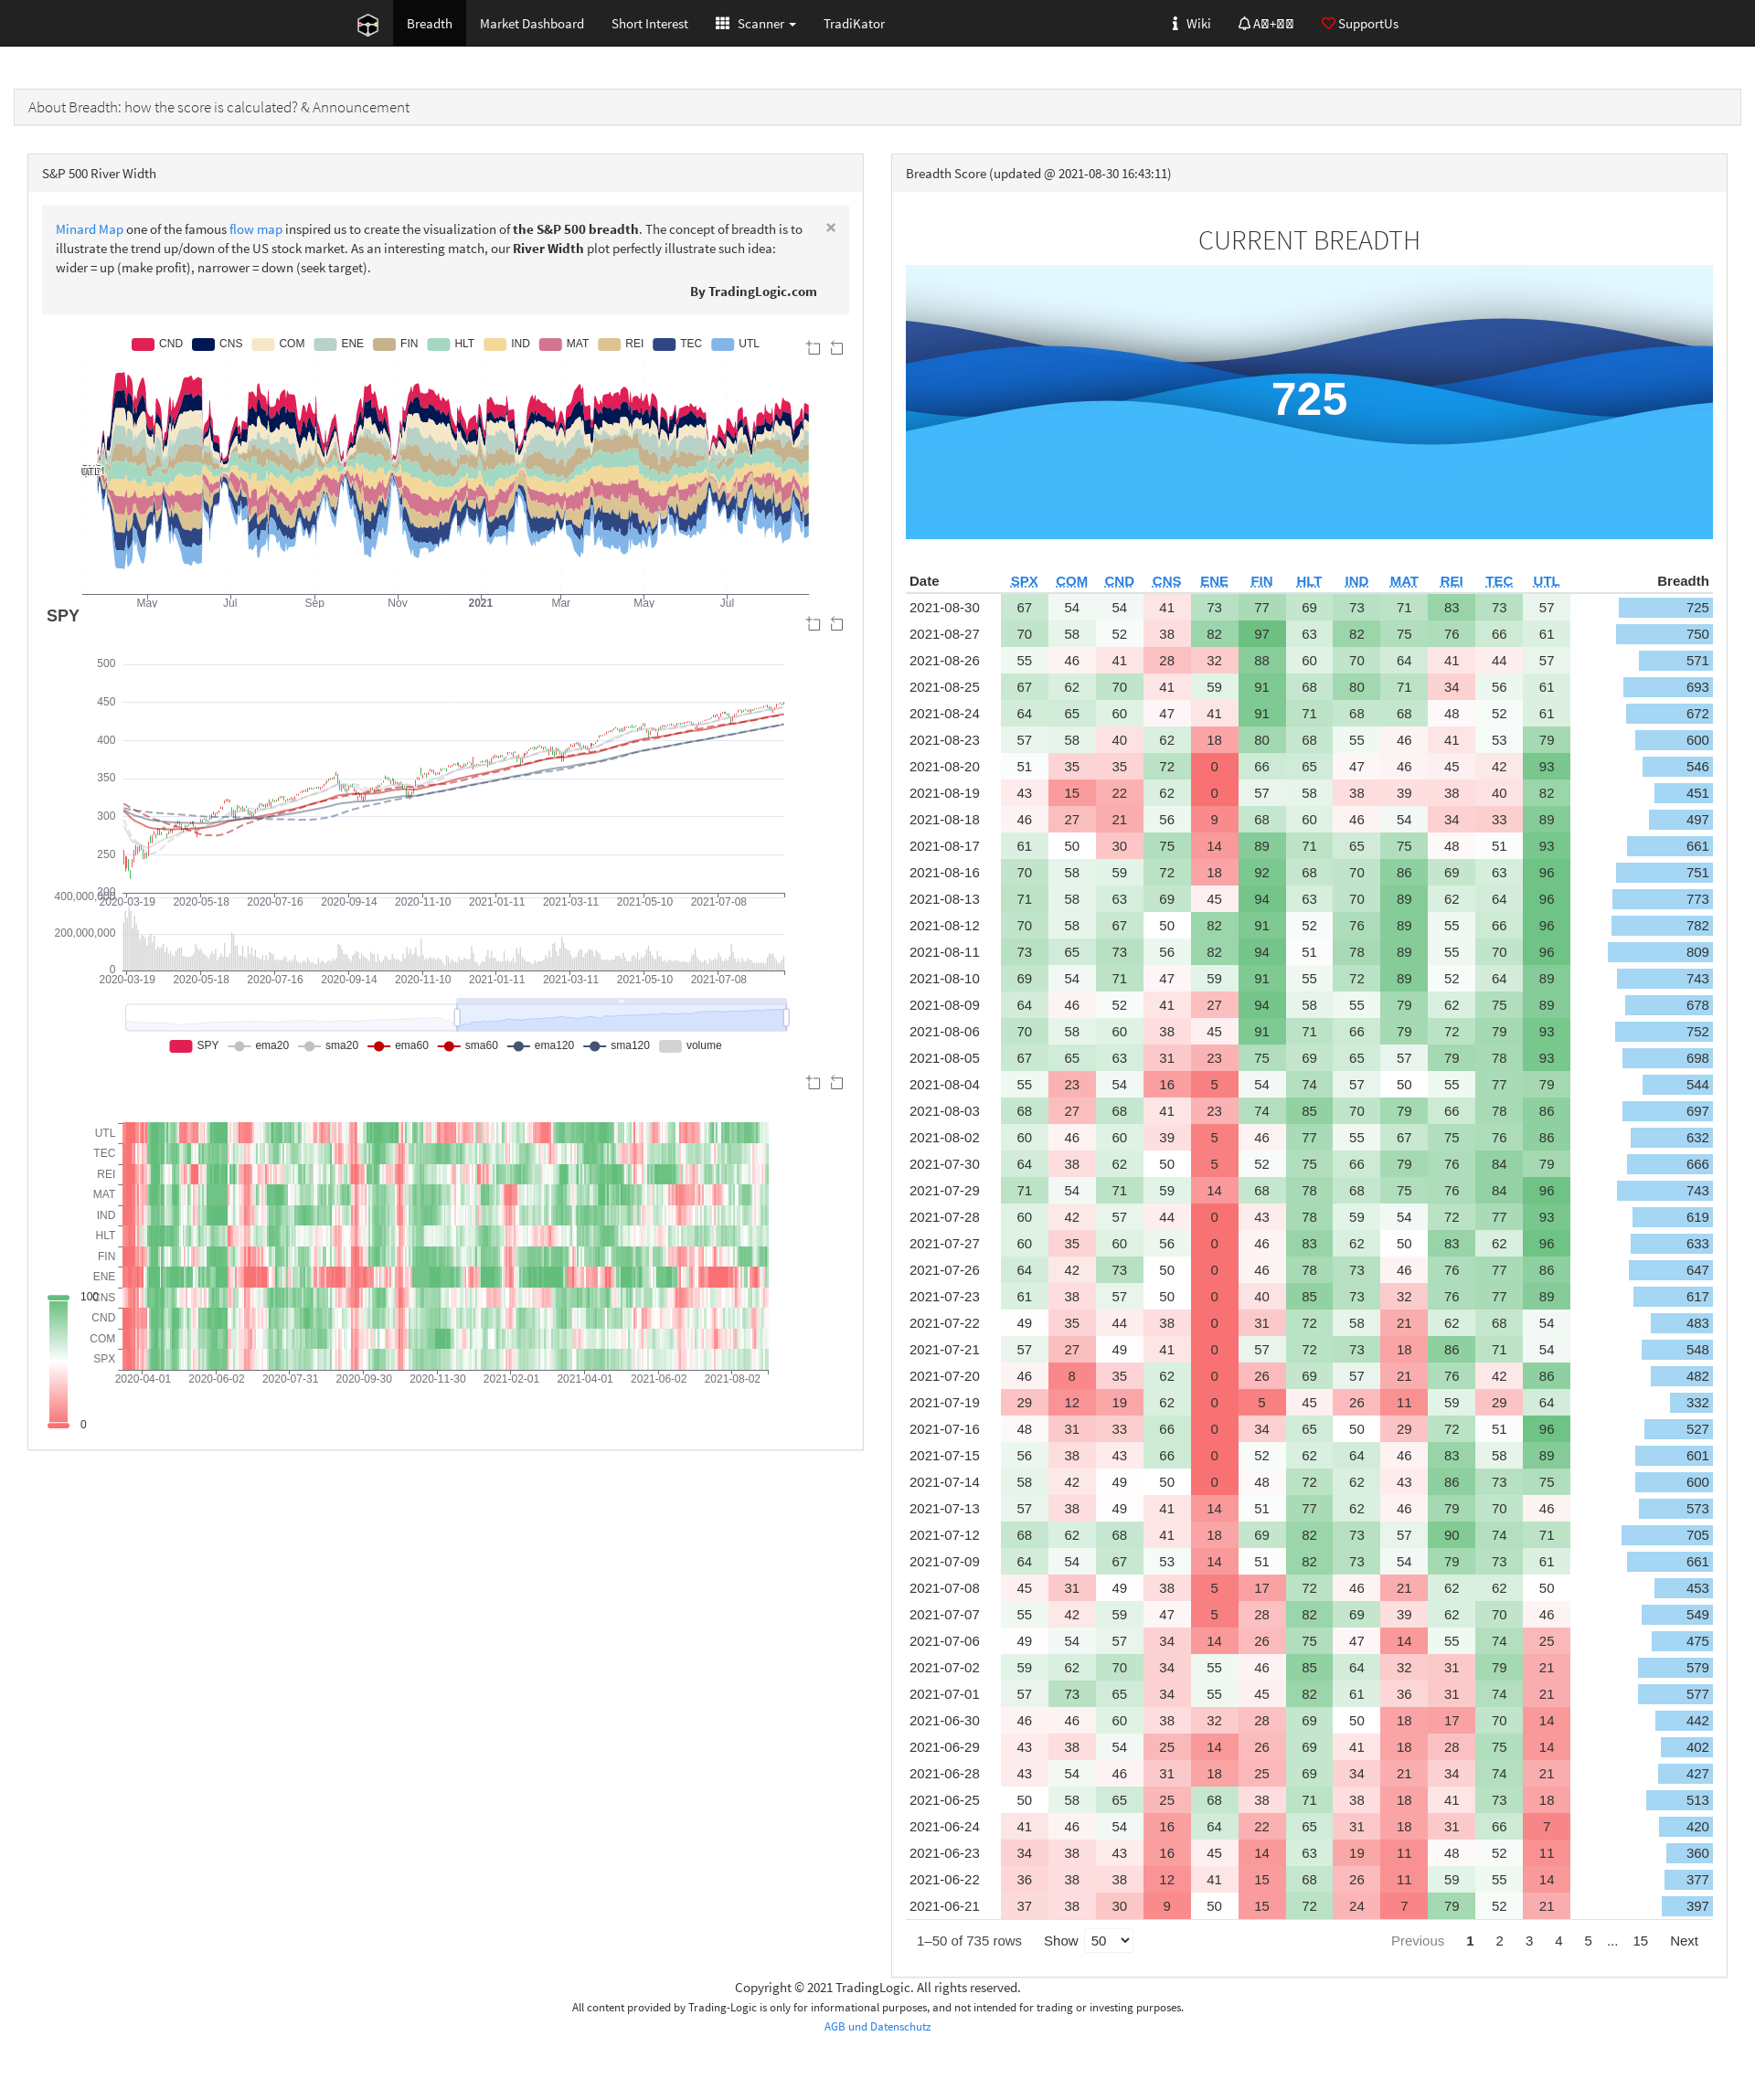 Breadth Market Dashboard Short Interest Scanner TradiKator Wiki SupportUs
About Breadth: how the score is calculated? & Announcement
S&P 500 River Width
Minard Map one of the famous flow map inspired us to create the visualization of the S&P 500 breadth. The concept of breadth is to
illustrate the trend up/down of the US stock market. As an interesting match, our River Width plot perfectly illustrate such idea:
wider = up (make profit), narrower = down (seek target).
×
By TradingLogic.com
CND CNS COM ENE FIN HLT IND MAT REI TEC UTL
UTL
May Jul Sep Nov 2021 Mar May Jul
SPY
500
450
400
350
300
250
200
2020-03-19 2020-05-18 2020-07-16 2020-09-14 2020-11-10 2021-01-11 2021-03-11 2021-05-10 2021-07-08
400,000,000
200,000,000
0
2020-03-19 2020-05-18 2020-07-16 2020-09-14 2020-11-10 2021-01-11 2021-03-11 2021-05-10 2021-07-08
SPY ema20 sma20 ema60 sma60 ema120 sma120 volume
UTL
TEC
REI
MAT
IND
HLT
FIN
ENE
CNS
CND
COM
SPX
100
0
2020-04-01 2020-06-02 2020-07-31 2020-09-30 2020-11-30 2021-02-01 2021-04-01 2021-06-02 2021-08-02
Breadth Score (updated @ 2021-08-30 16:43:11)
CURRENT BREADTH
725
Date SPX COM CND CNS ENE FIN HLT IND MAT REI TEC UTL Breadth
2021-08-30 67 54 54 41 73 77 69 73 71 83 73 57 725
2021-08-27 70 58 52 38 82 97 63 82 75 76 66 61 750
2021-08-26 55 46 41 28 32 88 60 70 64 41 44 57 571
2021-08-25 67 62 70 41 59 91 68 80 71 34 56 61 693
2021-08-24 64 65 60 47 41 91 71 68 68 48 52 61 672
2021-08-23 57 58 40 62 18 80 68 55 46 41 53 79 600
2021-08-20 51 35 35 72 0 66 65 47 46 45 42 93 546
2021-08-19 43 15 22 62 0 57 58 38 39 38 40 82 451
2021-08-18 46 27 21 56 9 68 60 46 54 34 33 89 497
2021-08-17 61 50 30 75 14 89 71 65 75 48 51 93 661
2021-08-16 70 58 59 72 18 92 68 70 86 69 63 96 751
2021-08-13 71 58 63 69 45 94 63 70 89 62 64 96 773
2021-08-12 70 58 67 50 82 91 52 76 89 55 66 96 782
2021-08-11 73 65 73 56 82 94 51 78 89 55 70 96 809
2021-08-10 69 54 71 47 59 91 55 72 89 52 64 89 743
2021-08-09 64 46 52 41 27 94 58 55 79 62 75 89 678
2021-08-06 70 58 60 38 45 91 71 66 79 72 79 93 752
2021-08-05 67 65 63 31 23 75 69 65 57 79 78 93 698
2021-08-04 55 23 54 16 5 54 74 57 50 55 77 79 544
2021-08-03 68 27 68 41 23 74 85 70 79 66 78 86 697
2021-08-02 60 46 60 39 5 46 77 55 67 75 76 86 632
2021-07-30 64 38 62 50 5 52 75 66 79 76 84 79 666
2021-07-29 71 54 71 59 14 68 78 68 75 76 84 96 743
2021-07-28 60 42 57 44 0 43 78 59 54 72 77 93 619
2021-07-27 60 35 60 56 0 46 83 62 50 83 62 96 633
2021-07-26 64 42 73 50 0 46 78 73 46 76 77 86 647
2021-07-23 61 38 57 50 0 40 85 73 32 76 77 89 617
2021-07-22 49 35 44 38 0 31 72 58 21 62 68 54 483
2021-07-21 57 27 49 41 0 57 72 73 18 86 71 54 548
2021-07-20 46 8 35 62 0 26 69 57 21 76 42 86 482
2021-07-19 29 12 19 62 0 5 45 26 11 59 29 64 332
2021-07-16 48 31 33 66 0 34 65 50 29 72 51 96 527
2021-07-15 56 38 43 66 0 52 62 64 46 83 58 89 601
2021-07-14 58 42 49 50 0 48 72 62 43 86 73 75 600
2021-07-13 57 38 49 41 14 51 77 62 46 79 70 46 573
2021-07-12 68 62 68 41 18 69 82 73 57 90 74 71 705
2021-07-09 64 54 67 53 14 51 82 73 54 79 73 61 661
2021-07-08 45 31 49 38 5 17 72 46 21 62 62 50 453
2021-07-07 55 42 59 47 5 28 82 69 39 62 70 46 549
2021-07-06 49 54 57 34 14 26 75 47 14 55 74 25 475
2021-07-02 59 62 70 34 55 46 85 64 32 31 79 21 579
2021-07-01 57 73 65 34 55 45 82 61 36 31 74 21 577
2021-06-30 46 46 60 38 32 28 69 50 18 17 70 14 442
2021-06-29 43 38 54 25 14 26 69 41 18 28 75 14 402
2021-06-28 43 54 46 31 18 25 69 34 21 34 74 21 427
2021-06-25 50 58 65 25 68 38 71 38 18 41 73 18 513
2021-06-24 41 46 54 16 64 22 65 31 18 31 66 7 420
2021-06-23 34 38 43 16 45 14 63 19 11 48 52 11 360
2021-06-22 36 38 38 12 41 15 68 26 11 59 55 14 377
2021-06-21 37 38 30 9 50 15 72 24 7 79 52 21 397
1–50 of 735 rows Show 50 Previous 1 2 3 4 5 ... 15 Next
Copyright © 2021 TradingLogic. All rights reserved.
All content provided by Trading-Logic is only for informational purposes, and not intended for trading or investing purposes.
AGB und Datenschutz